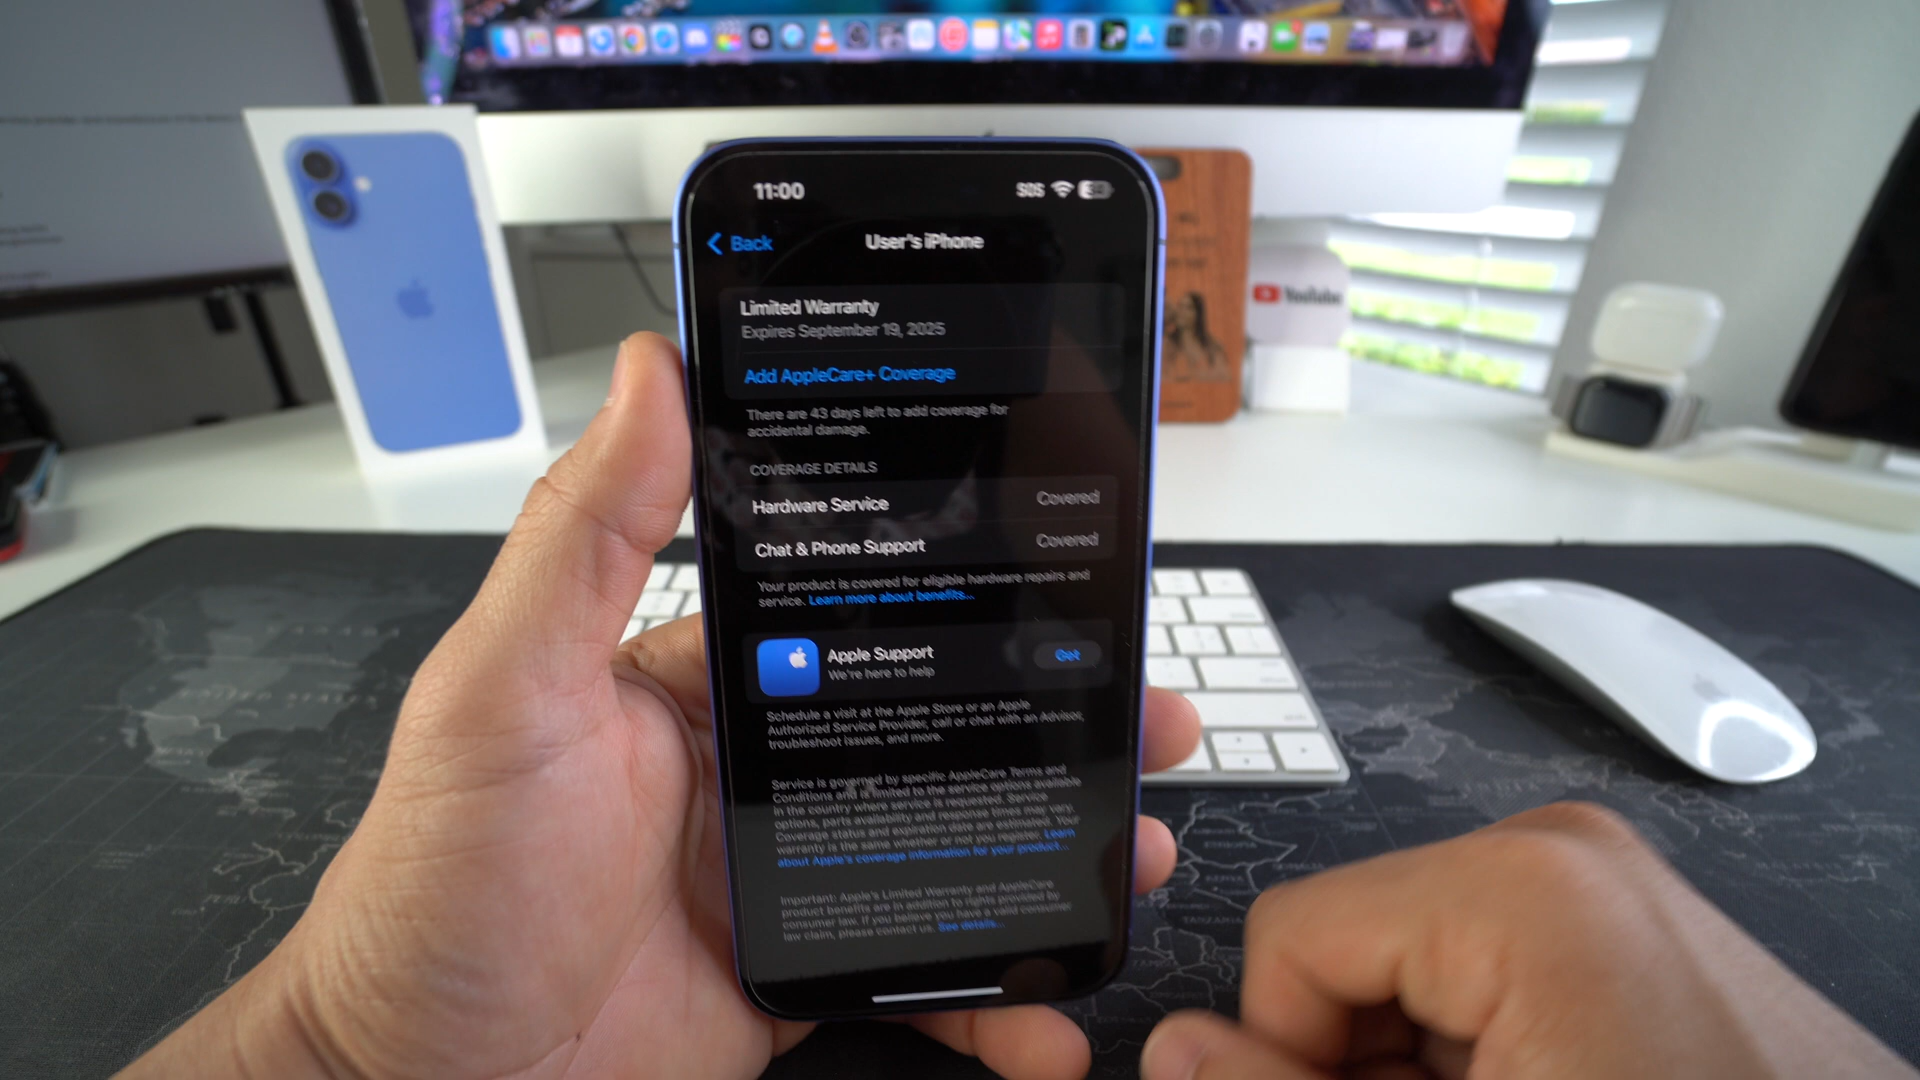 11:00
SOS
Back
User's iPhone
Limited Warranty
Expires September 19, 2025
Add AppleCare+ Coverage
There are 43 days left to add coverage for
accidental damage.
COVERAGE DETAILS
Hardware Service
Covered
Chat & Phone Support
Covered
Your product is covered for eligible hardware repairs and
service. Learn more about benefits...
Apple Support
We're here to help
Get
Schedule a visit at the Apple Store or an Apple
Authorized Service Provider, call or chat with an Advisor,
troubleshoot issues, and more.
Service is governed by specific AppleCare Terms and
Conditions and is limited to the service options available
in the country where service is requested. Service
options, parts availability and response times may vary.
Coverage status and expiration date are estimated. Your
warranty is the same whether or not you register. Learn
about Apple's coverage information for your product...
Important: Apple's Limited Warranty and AppleCare
product benefits are in addition to rights provided by
consumer law. If you believe you have a valid consumer
law claim, please contact us. See details...
YouTube
TANZANIA